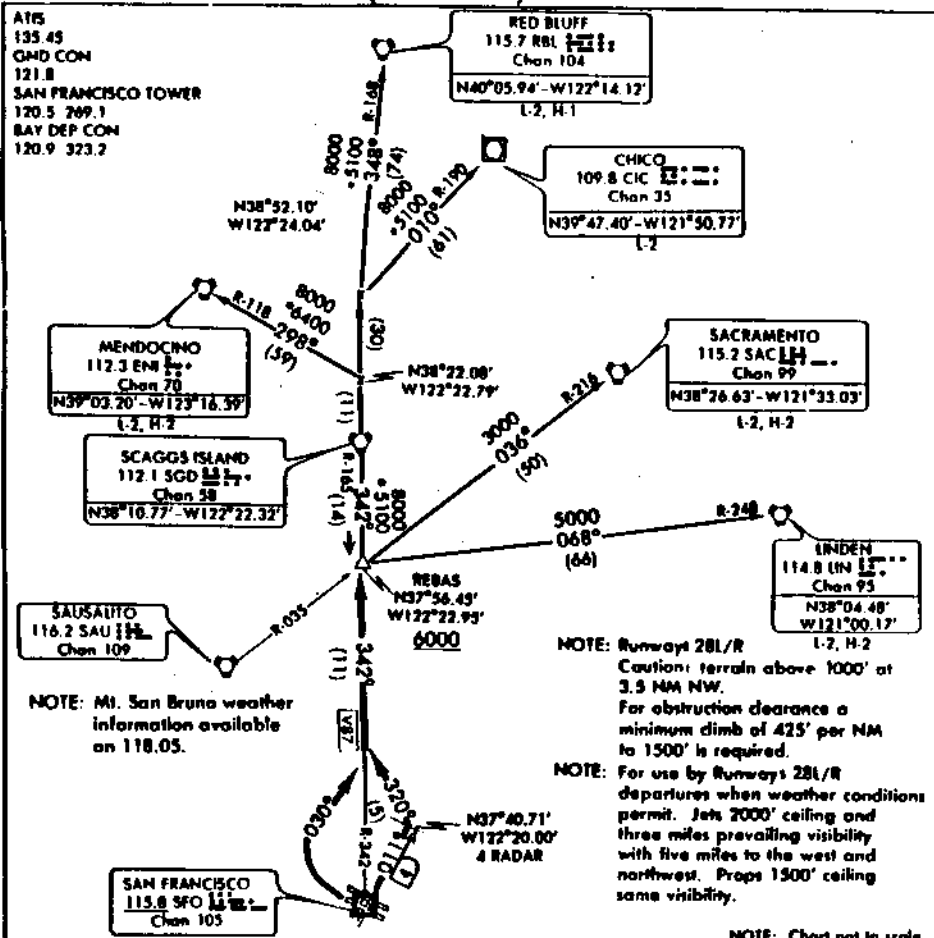 ATIS
135.45
GND CON
121.8
SAN FRANCISCO TOWER
120.5 269.1
BAY DEP CON
120.9 323.2
RED BLUFF
115.7 RBL
Chan 104
N40°05.94'-W122°14.12'
L-2, H-1
R-168
8000
*5100
348°
(74)
CHICO
109.8 CIC
Chan 35
N39°47.40'-W121°50.77'
L-2
R-190
8000
*5100
010°
(61)
N38°52.10'
W122°24.04'
R-118
8000
*6400
298°
(59)
(30)
MENDOCINO
112.3 ENI
Chan 70
N39°03.20'-W123°16.59'
L-2, H-2
N38°22.08'
W122°22.79'
(11)
SACRAMENTO
115.2 SAC
Chan 99
N38°26.63'-W121°33.03'
L-2, H-2
R-216
3000
036°
(50)
SCAGGS ISLAND
112.1 SGD
Chan 58
N38°10.77'-W122°22.32'
R-165
(14)
342°
8000
*5100
R-248
5000
068°
(66)
LINDEN
114.8 LIN
Chan 95
N38°04.48'
W121°00.17'
L-2, H-2
REBAS
N37°56.45'
W122°22.95'
6000
SAUSALITO
116.2 SAU
Chan 109
R-035
342°
(11)
V87
NOTE: Mt. San Bruno weather
information available
on 118.05.
NOTE: Runways 28L/R
Caution: terrain above 1000' at
3.5 NM NW.
For obstruction clearance a
minimum climb of 425' per NM
to 1500' is required.
NOTE: For use by Runways 28L/R
departures when weather conditions
permit. Jets 2000' ceiling and
three miles prevailing visibility
with five miles to the west and
northwest. Props 1500' ceiling
same visibility.
030°
320°
(5)
R-342
011°
4
N37°40.71'
W122°20.00'
4 RADAR
SAN FRANCISCO
115.8 SFO
Chan 105
NOTE: Chart not to scale